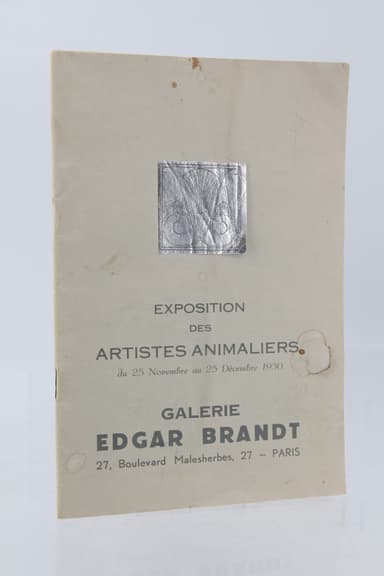 EXPOSITION
DES
ARTISTES ANIMALIERS
du 25 Novembre au 25 Décembre 1930
GALERIE
EDGAR BRANDT
27, Boulevard Malesherbes, 27 — PARIS